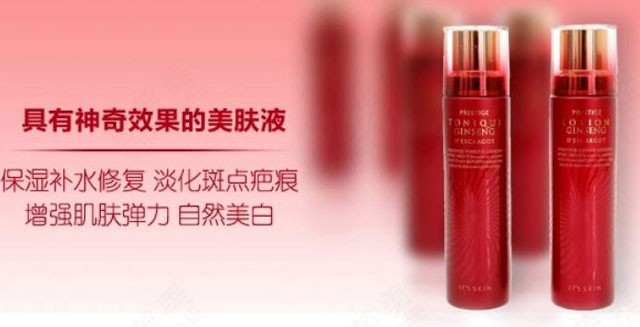 具有神奇效果的美肤液
保湿补水修复 淡化斑点疤痕
增强肌肤弹力 自然美白
PRESTIGE
TONIQUE
GINSENG
D'ESCARGOT
IT'S SKIN
PRESTIGE
LOTION
GINSENG
D'ESCARGOT
IT'S SKIN